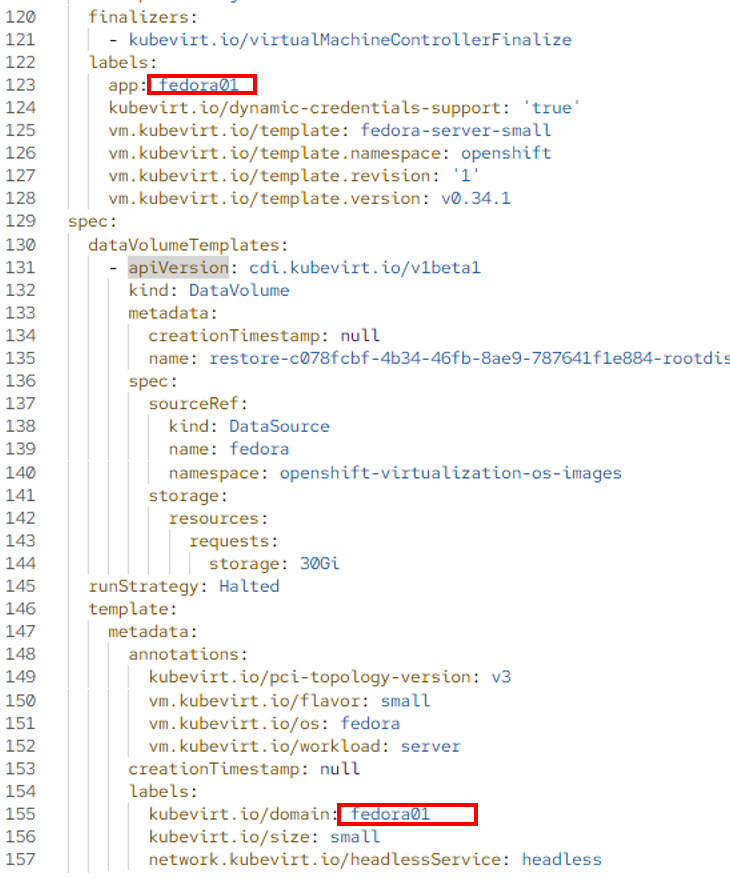 120 finalizers:
121 - kubevirt.io/virtualMachineControllerFinalize
122 labels:
123 app: fedora01
124 kubevirt.io/dynamic-credentials-support: 'true'
125 vm.kubevirt.io/template: fedora-server-small
126 vm.kubevirt.io/template.namespace: openshift
127 vm.kubevirt.io/template.revision: '1'
128 vm.kubevirt.io/template.version: v0.34.1
129 spec:
130 dataVolumeTemplates:
131 - apiVersion: cdi.kubevirt.io/v1beta1
132 kind: DataVolume
133 metadata:
134 creationTimestamp: null
135 name: restore-c078fcbf-4b34-46fb-8ae9-787641f1e884-rootdis
136 spec:
137 sourceRef:
138 kind: DataSource
139 name: fedora
140 namespace: openshift-virtualization-os-images
141 storage:
142 resources:
143 requests:
144 storage: 30Gi
145 runStrategy: Halted
146 template:
147 metadata:
148 annotations:
149 kubevirt.io/pci-topology-version: v3
150 vm.kubevirt.io/flavor: small
151 vm.kubevirt.io/os: fedora
152 vm.kubevirt.io/workload: server
153 creationTimestamp: null
154 labels:
155 kubevirt.io/domain: fedora01
156 kubevirt.io/size: small
157 network.kubevirt.io/headlessService: headless